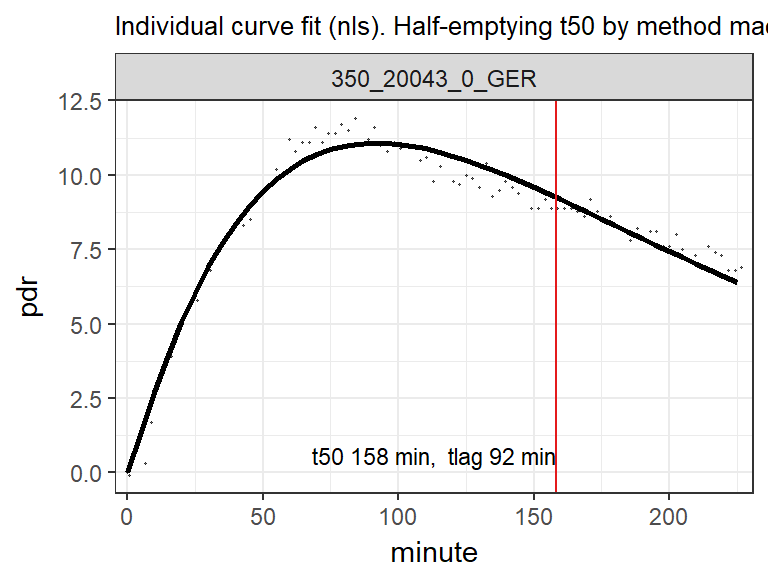 Individual curve fit (nls). Half-emptying t50 by method
350_20043_0_GER
12.5
10.0
7.5
5.0
2.5
0.0
pdr
t50 158 min, tlag 92 min
0 50 100 150 200
minute